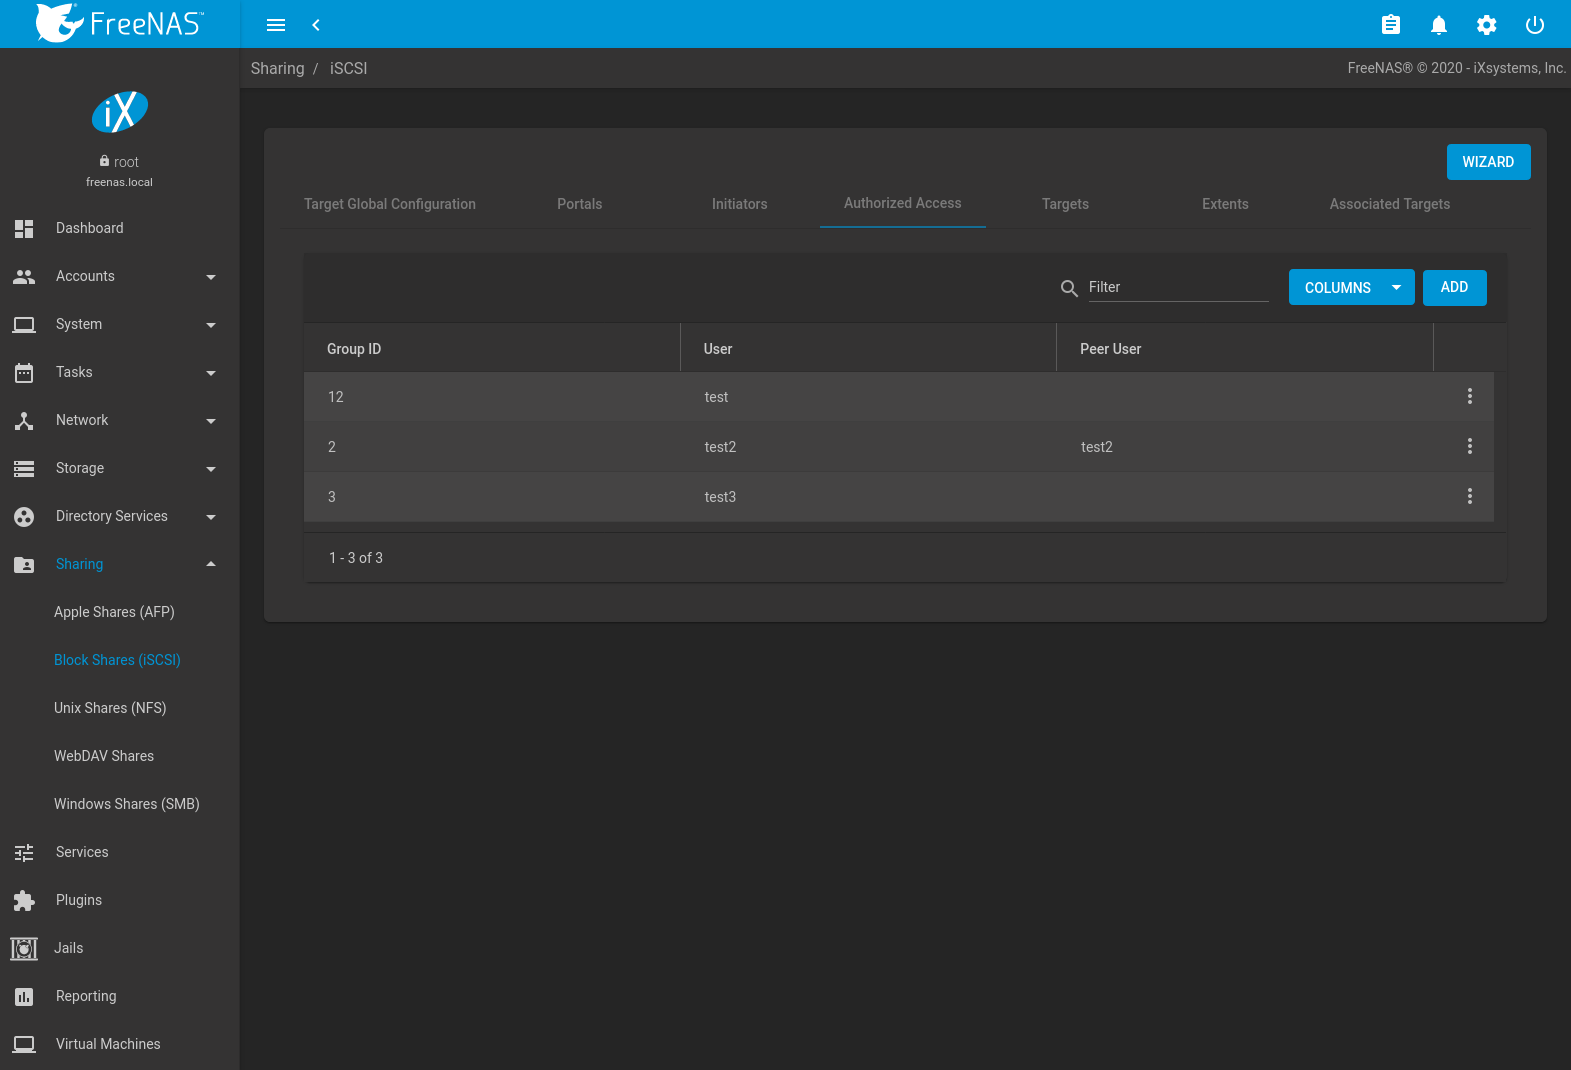 FreeNAS™
Sharing / iSCSI
FreeNAS® © 2020 - iXsystems, Inc.
iX
root
freenas.local
Dashboard
Accounts
System
Tasks
Network
Storage
Directory Services
Sharing
Apple Shares (AFP)
Block Shares (iSCSI)
Unix Shares (NFS)
WebDAV Shares
Windows Shares (SMB)
Services
Plugins
Jails
Reporting
Virtual Machines
WIZARD
Target Global Configuration Portals Initiators Authorized Access Targets Extents Associated Targets
Filter COLUMNS ADD
Group ID User Peer User
12 test
2 test2 test2
3 test3
1 - 3 of 3